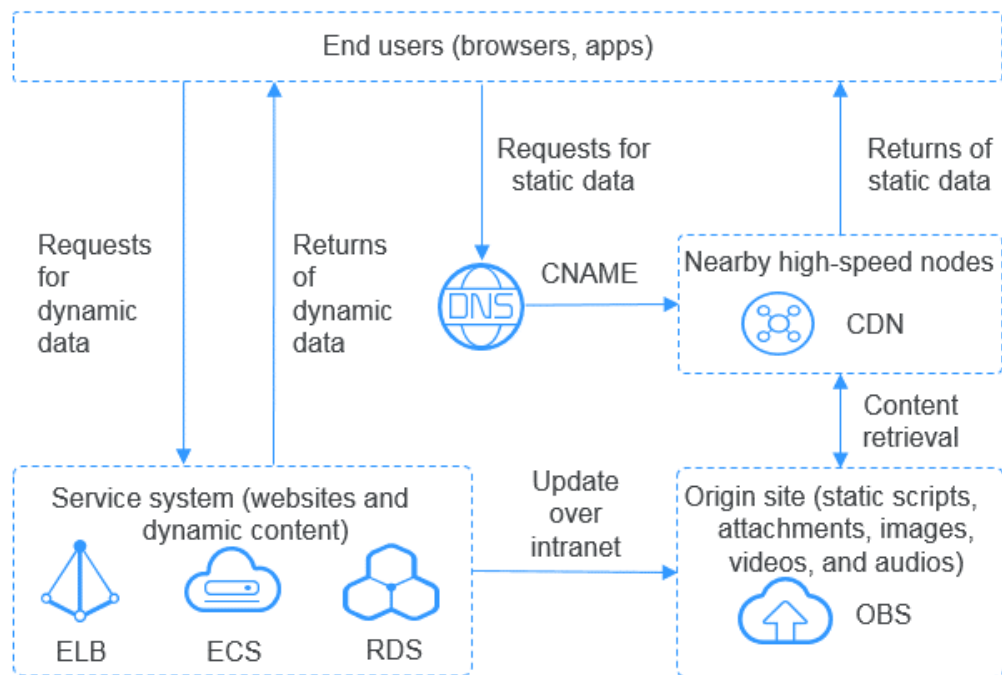 End users (browsers, apps)
Requests for
static data
Returns of
static data
Requests
for
dynamic
data
Returns
of
dynamic
data
DNS
CNAME
Nearby high-speed nodes
CDN
Content
retrieval
Service system (websites and
dynamic content)
ELB
ECS
RDS
Update
over
intranet
Origin site (static scripts,
attachments, images,
videos, and audios)
OBS